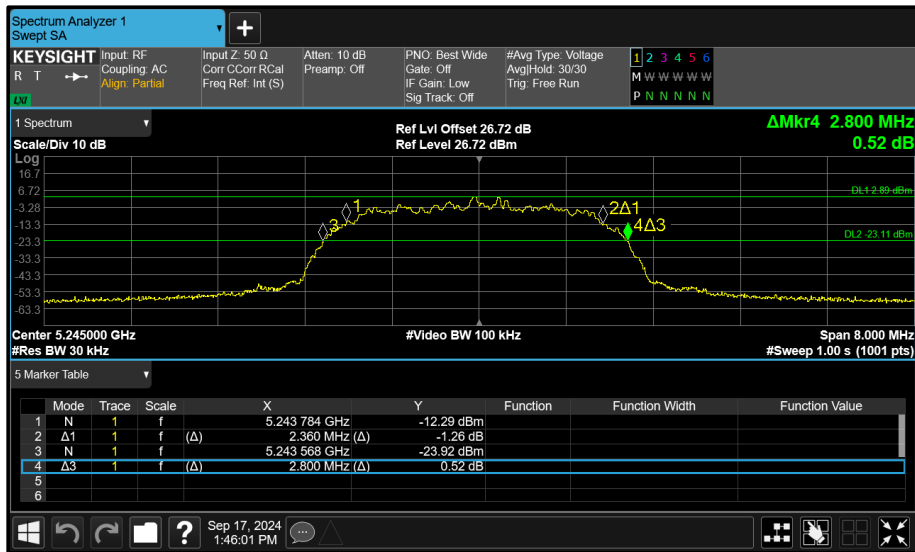 Spectrum Analyzer 1
Swept SA
+
KEYSIGHT
R T
LXI
Input: RF
Coupling: AC
Align: Partial
Input Z: 50 Ω
Corr CCorr RCal
Freq Ref: Int (S)
Atten: 10 dB
Preamp: Off
PNO: Best Wide
Gate: Off
IF Gain: Low
Sig Track: Off
#Avg Type: Voltage
Avg|Hold: 30/30
Trig: Free Run
1 2 3 4 5 6
M W W W W W
P N N N N N
1 Spectrum
Scale/Div 10 dB
Ref Lvl Offset 26.72 dB
Ref Level 26.72 dBm
ΔMkr4 2.800 MHz
0.52 dB
Log
16.7
6.72
-3.28
-13.3
-23.3
-33.3
-43.3
-53.3
-63.3
DL1 2.89 dBm
DL2 -23.11 dBm
1
2Δ1
3
4Δ3
Center 5.245000 GHz
#Res BW 30 kHz
#Video BW 100 kHz
Span 8.000 MHz
#Sweep 1.00 s (1001 pts)
5 Marker Table
Mode Trace Scale X Y Function Function Width Function Value
1 N 1 f 5.243 784 GHz -12.29 dBm
2 Δ1 1 f (Δ) 2.360 MHz (Δ) -1.26 dB
3 N 1 f 5.243 568 GHz -23.92 dBm
4 Δ3 1 f (Δ) 2.800 MHz (Δ) 0.52 dB
5
6
?
Sep 17, 2024
1:46:01 PM